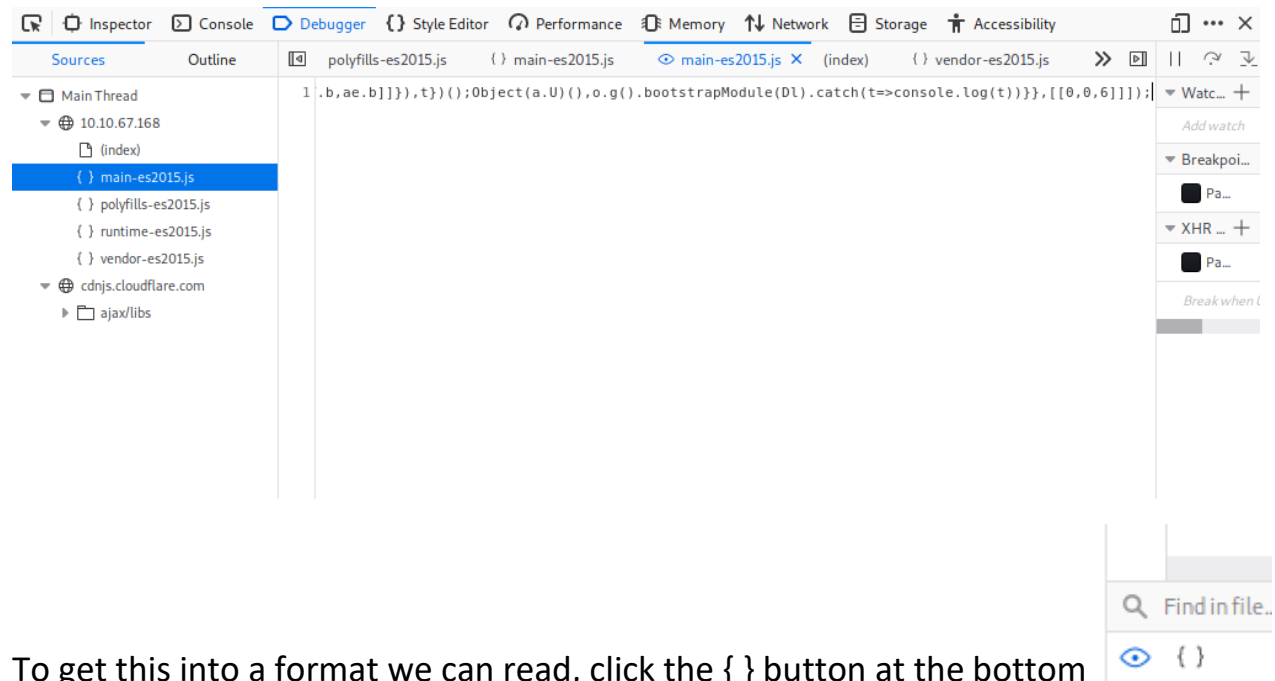 Inspector Console Debugger {} Style Editor Performance Memory Network Storage Accessibility
Sources Outline polyfills-es2015.js { } main-es2015.js main-es2015.js (index) { } vendor-es2015.js
Main Thread
10.10.67.168
(index)
{ } main-es2015.js
{ } polyfills-es2015.js
{ } runtime-es2015.js
{ } vendor-es2015.js
cdnjs.cloudflare.com
ajax/libs
1 .b,ae.b]]}),t})();Object(a.U)(),o.g().bootstrapModule(Dl).catch(t=>console.log(t))}},[[0,0,6]]]);
Watc...
Add watch
Breakpoi...
Pa...
XHR ...
Pa...
Break when
Find in file..
{ }
To get this into a format we can read, click the { } button at the bottom